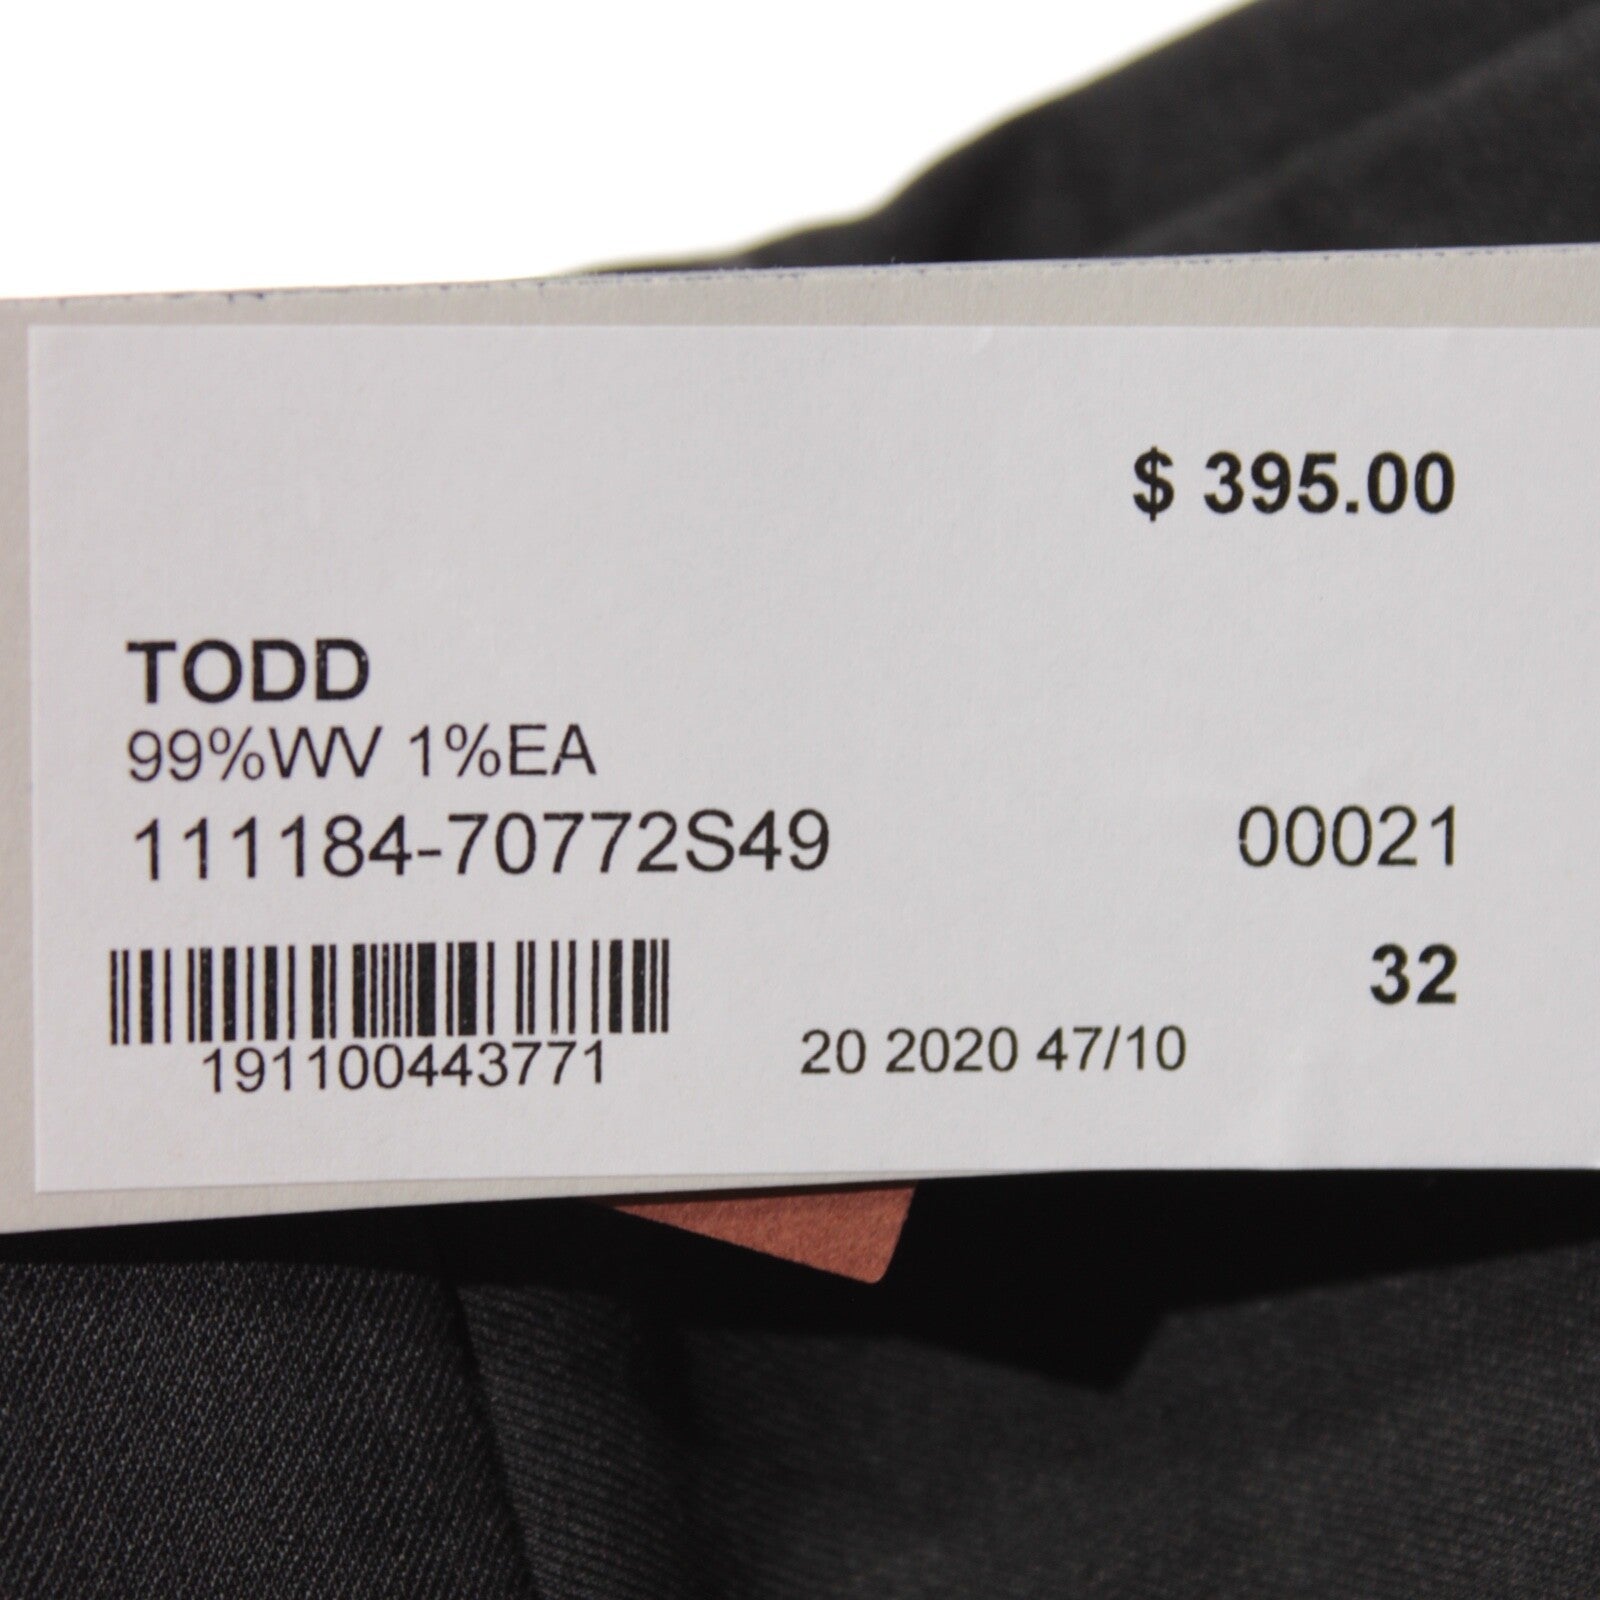 $ 395.00
TODD
99%WV 1%EA
111184-70772S49 00021
32
191100443771 20 2020 47/10